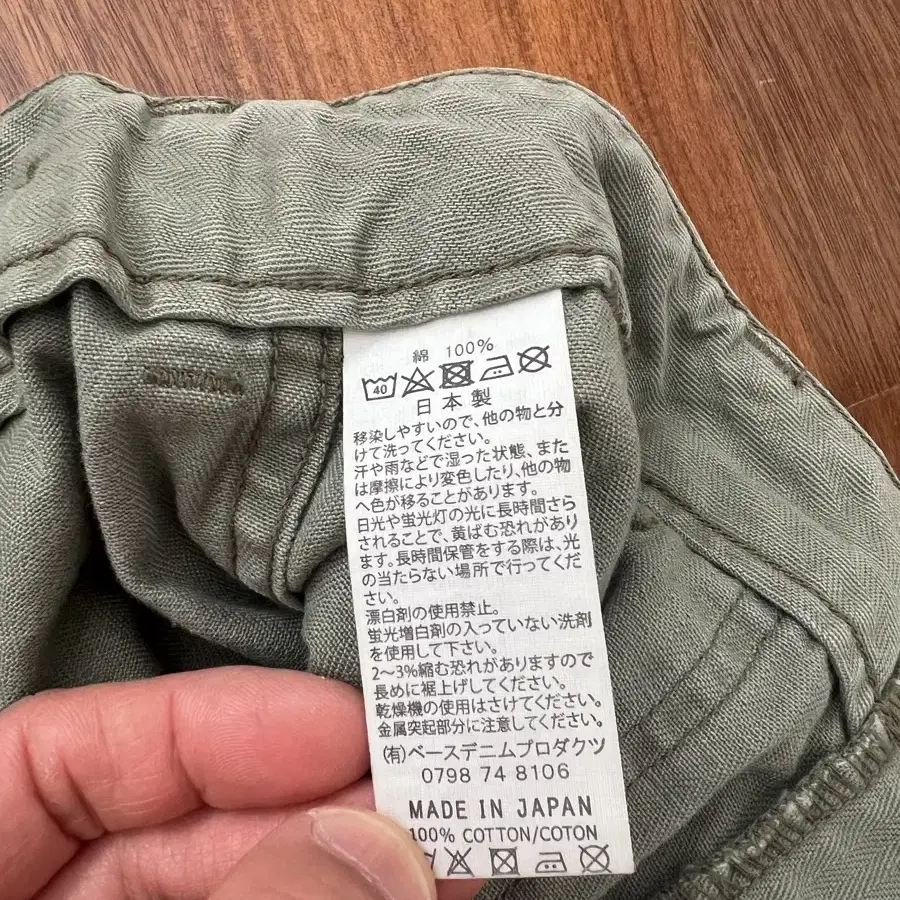 綿 100%
40
日本製
移染しやすいので、他の物と分
けて洗ってください。
汗や雨などで湿った状態、また
は摩擦により変色したり、他の物
へ色が移ることがあります。
日光や蛍光灯の光に長時間さら
されることで、黄ばむ恐れがあり
ます。長時間保管をする際は、光
の当たらない場所で行ってくだ
さい。
漂白剤の使用禁止。
蛍光増白剤の入っていない洗剤
を使用して下さい。
2〜3%縮む恐れがありますので
長めに裾上げしてください。
乾燥機の使用はさけてください。
金属突起部分に注意してください。
(有)ベースデニムプロダクツ
0798 74 8106
MADE IN JAPAN
100% COTTON/COTON